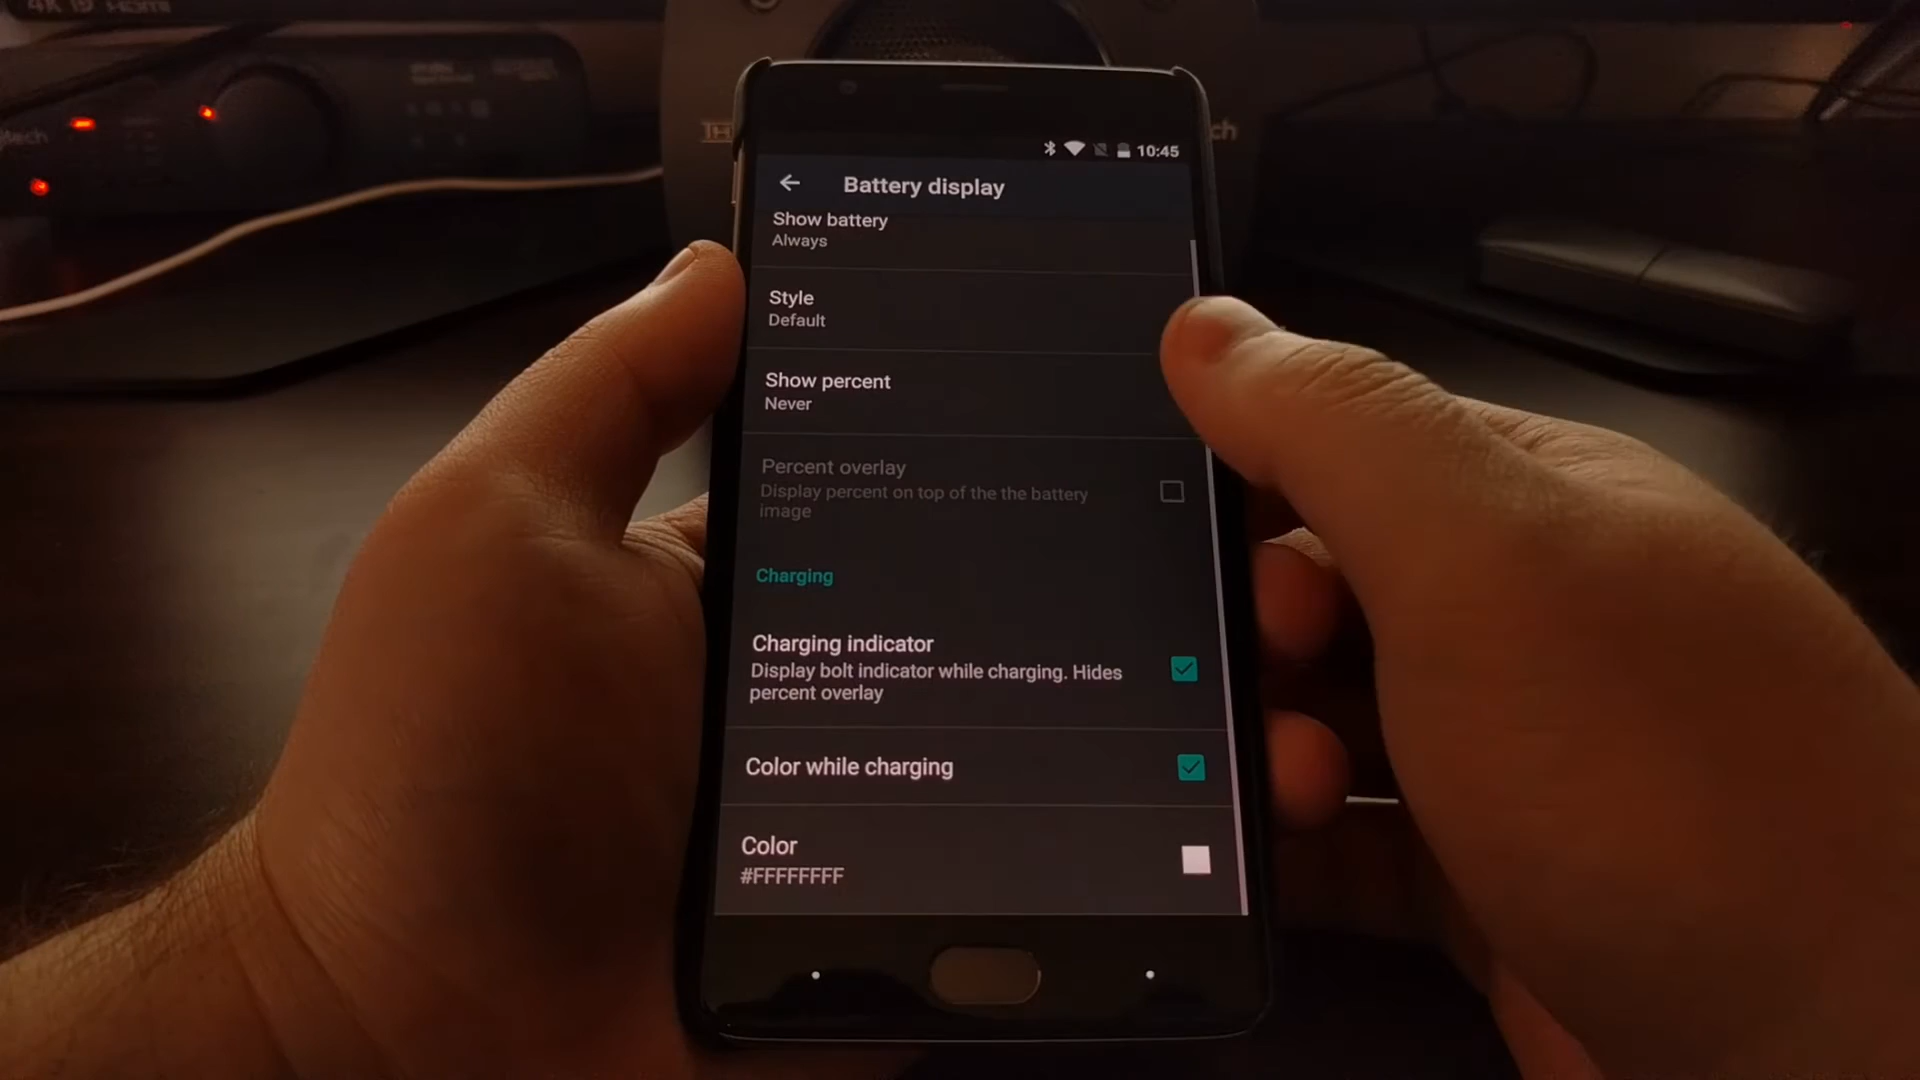 4K HDMI
10:45
Battery display
Show battery
Always
Style
Default
Show percent
Never
Percent overlay
Display percent on top of the the battery
image
Charging
Charging indicator
Display bolt indicator while charging. Hides
percent overlay
Color while charging
Color
#FFFFFFFF